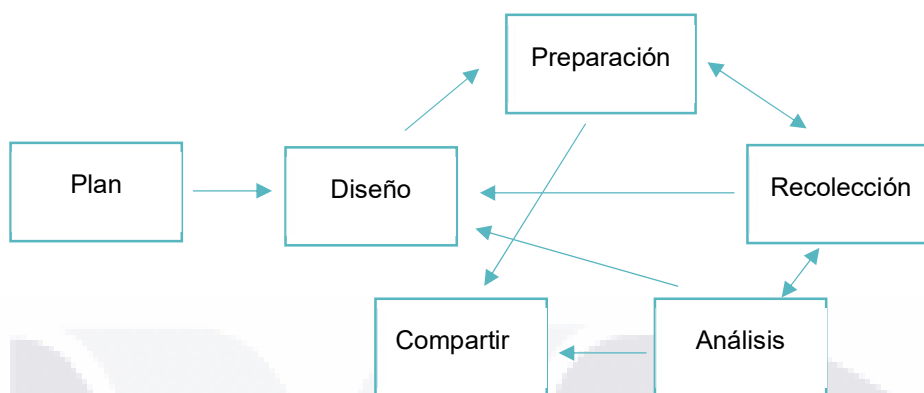 Preparación
Plan
Diseño
Recolección
Compartir
Análisis